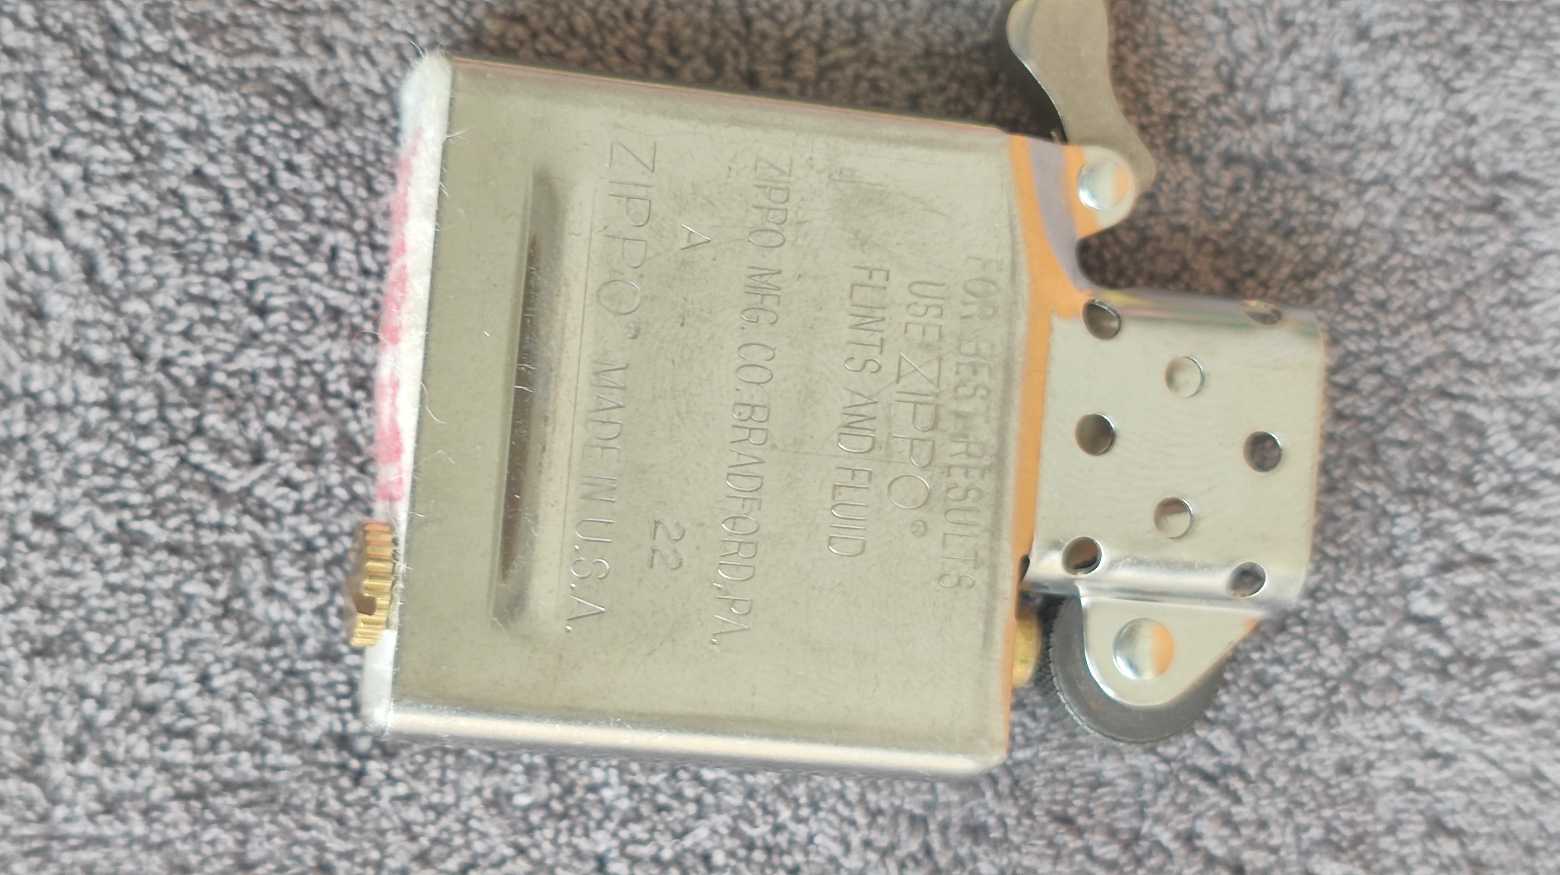 FOR BEST RESULTS
USE ZIPPO®
FLINTS AND FLUID
ZIPPO MFG. CO. BRADFORD, PA.
A 22
ZIPPO® MADE IN U.S.A.